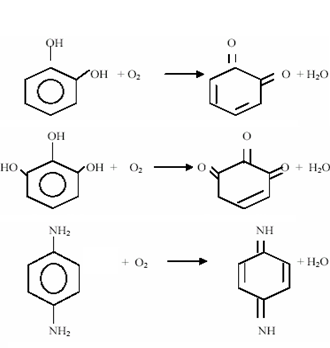 OH O
OH + O₂ O + H₂O
OH O
HO OH + O₂ O O + H₂O
NH₂ NH
+ O₂ + H₂O
NH₂ NH